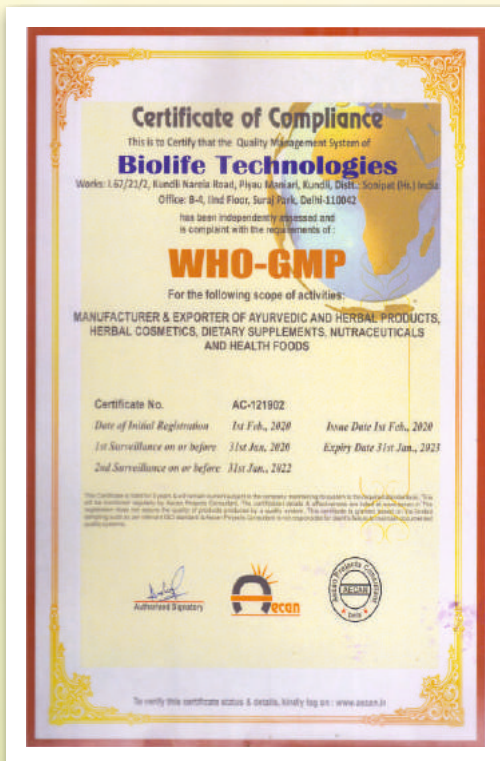 Certificate of Compliance
This is to Certify that the Quality Management System of
Biolife Technologies
Works: I.67/21/2, Kundli Narela Road, Piyau Maniari, Kundli, Distt.: Sonipat (Hr.) India
Office: B-4, IInd Floor, Suraj Park, Delhi-110042
has been independently assessed and
is complaint with the requirements of :
WHO-GMP
For the following scope of activities:
MANUFACTURER & EXPORTER OF AYURVEDIC AND HERBAL PRODUCTS,
HERBAL COSMETICS, DIETARY SUPPLEMENTS, NUTRACEUTICALS
AND HEALTH FOODS
Certificate No. AC-121902
Date of Initial Registration 1st Feb., 2020 Issue Date 1st Feb., 2020
1st Surveillance on or before 31st Jan, 2020 Expiry Date 31st Jan., 2023
2nd Surveillance on or before 31st Jan., 2022
Authorised Signatory
Aecan
Aecan Projects Consultant
AECAN
To verify this certificate status & details, kindly log on : www.aecan.in